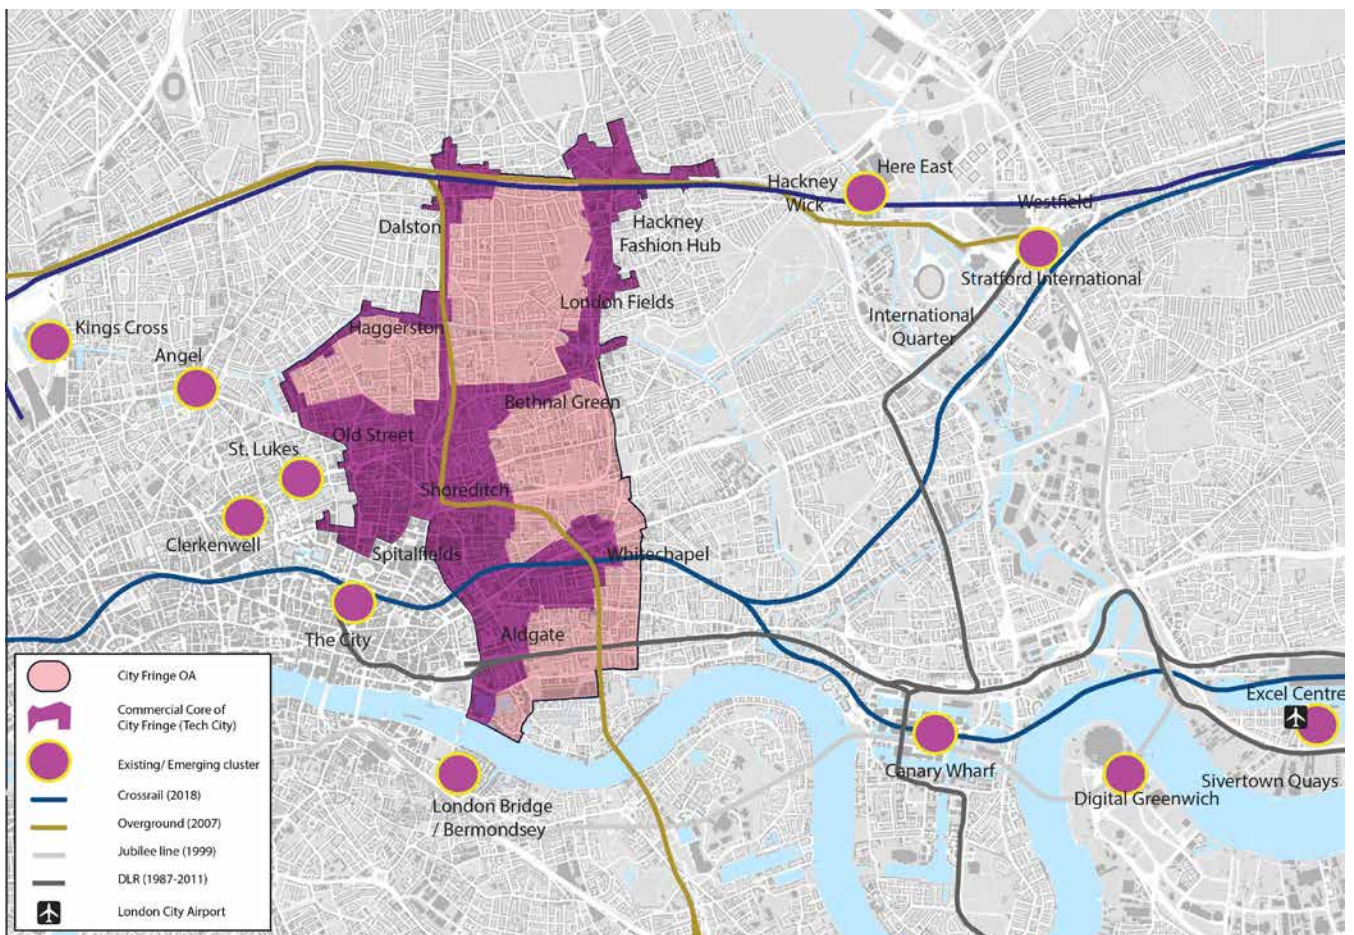 Here East
Hackney
Wick
Westfield
Dalston
Hackney
Fashion Hub
Stratford International
London Fields
International
Quarter
Kings Cross
Haggerston
Angel
Bethnal Green
Old Street
St. Lukes
Shoreditch
Clerkenwell
Spitalfields
Whitechapel
The City
Aldgate
Excel Centre
Canary Wharf
Sivertown Quays
Digital Greenwich
London Bridge
/ Bermondsey
City Fringe OA
Commercial Core of
City Fringe (Tech City)
Existing/ Emerging cluster
Crossrail (2018)
Overground (2007)
Jubilee line (1999)
DLR (1987-2011)
London City Airport